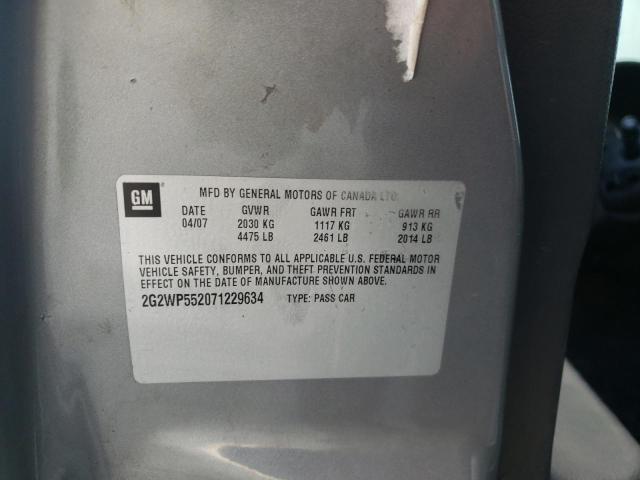 GM
MFD BY GENERAL MOTORS OF CANADA LTD.
DATE GVWR GAWR FRT GAWR RR
04/07 2030 KG 1117 KG 913 KG
4475 LB 2461 LB 2014 LB
THIS VEHICLE CONFORMS TO ALL APPLICABLE U.S. FEDERAL MOTOR
VEHICLE SAFETY, BUMPER, AND THEFT PREVENTION STANDARDS IN
EFFECT ON THE DATE OF MANUFACTURE SHOWN ABOVE.
2G2WP552071229634 TYPE: PASS CAR